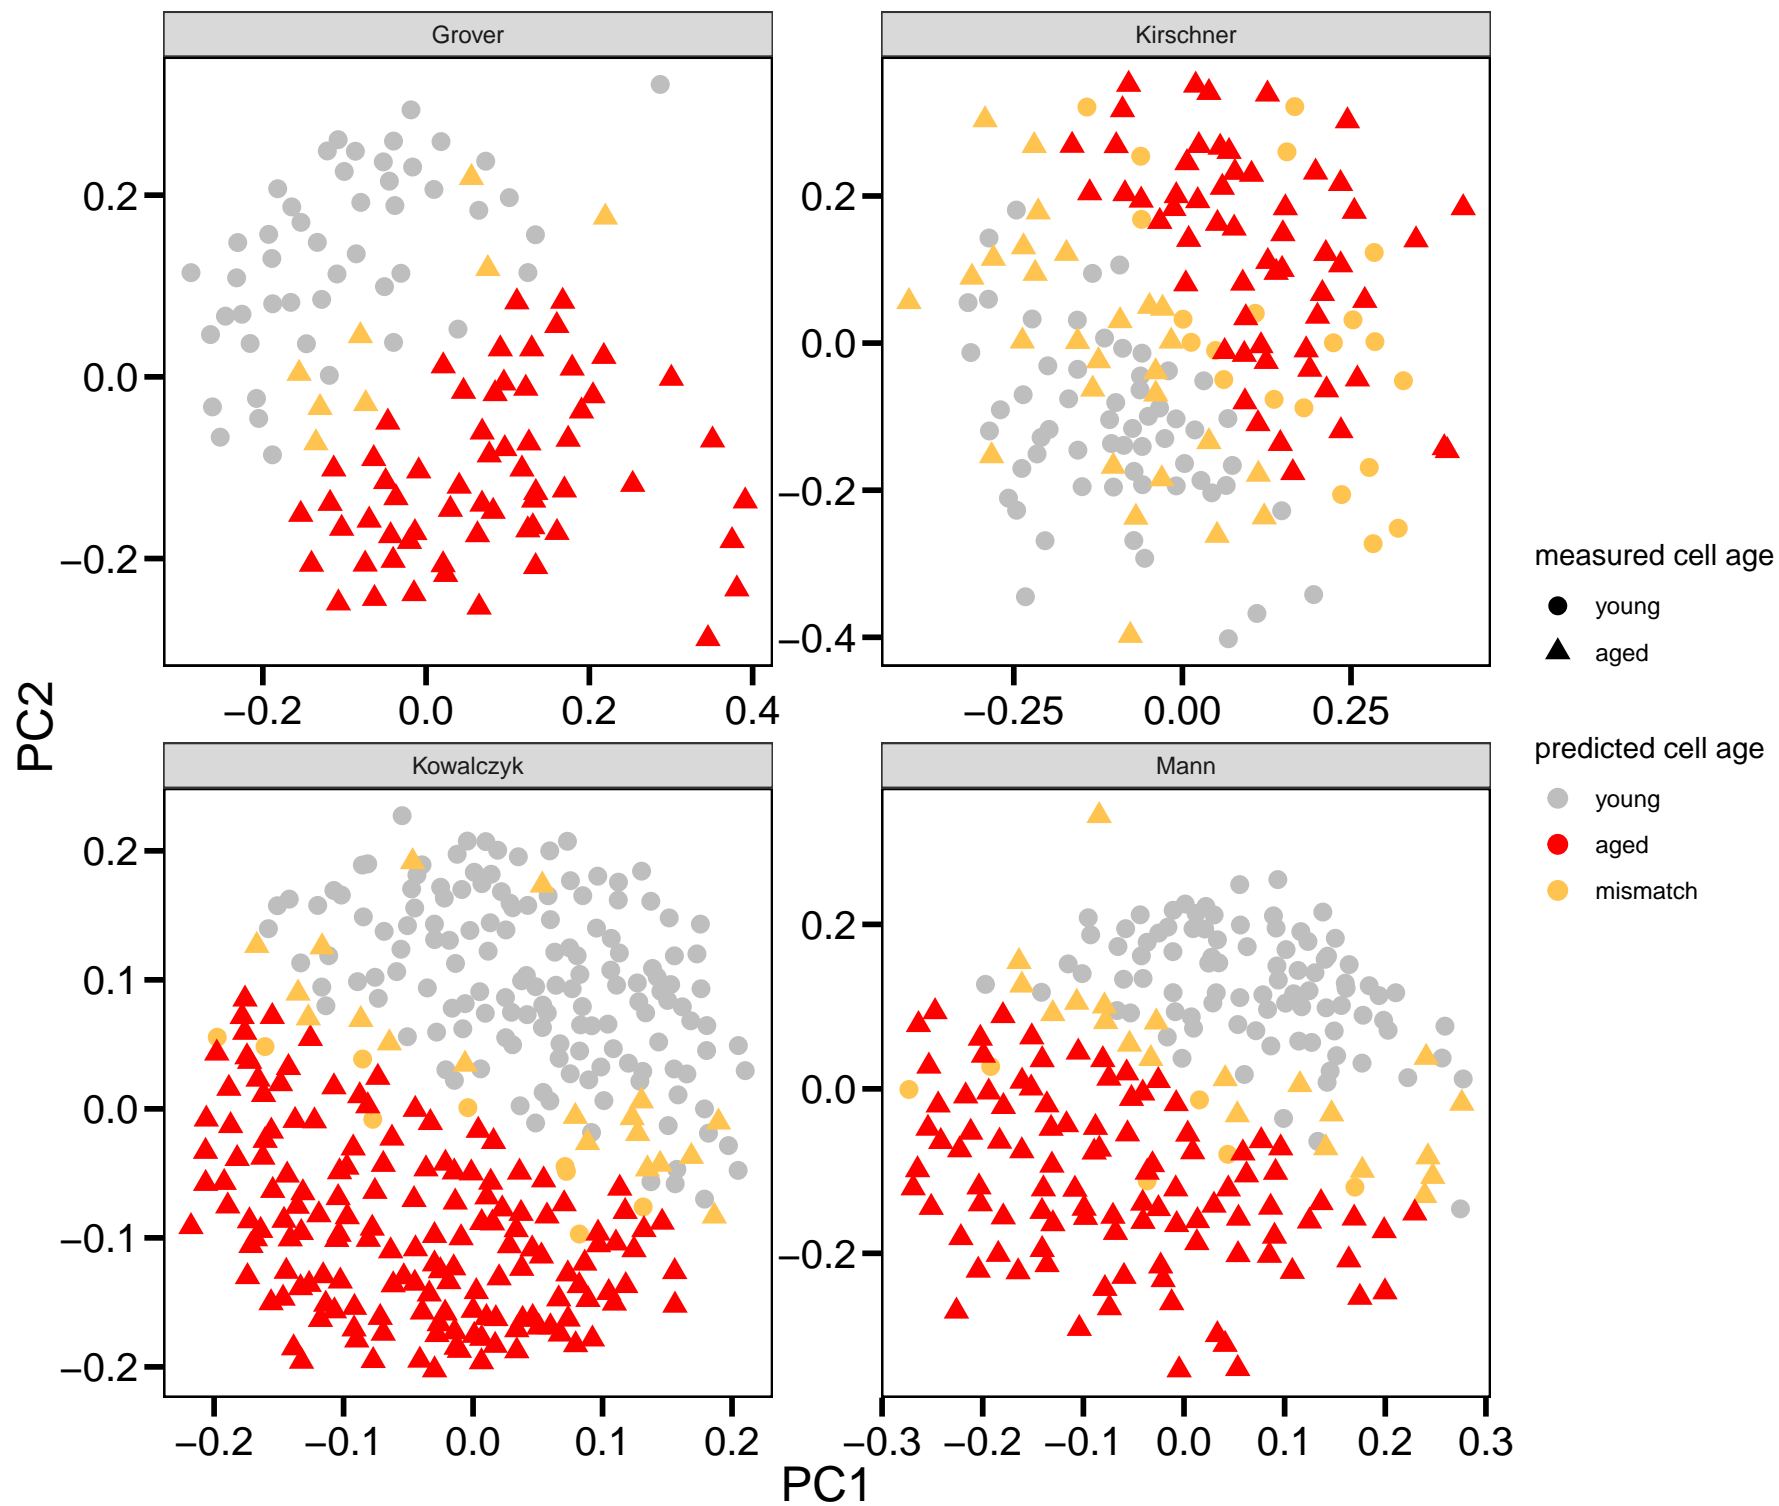 Grover
Kirschner
0.2
0.0
−0.2
0.2
0.0
−0.2
−0.4
−0.2 0.0 0.2 0.4
−0.25 0.00 0.25
measured cell age
young
aged
predicted cell age
young
aged
mismatch
PC2
Kowalczyk
Mann
0.2
0.1
0.0
−0.1
−0.2
0.2
0.0
−0.2
−0.2 −0.1 0.0 0.1 0.2
−0.3 −0.2 −0.1 0.0 0.1 0.2 0.3
PC1